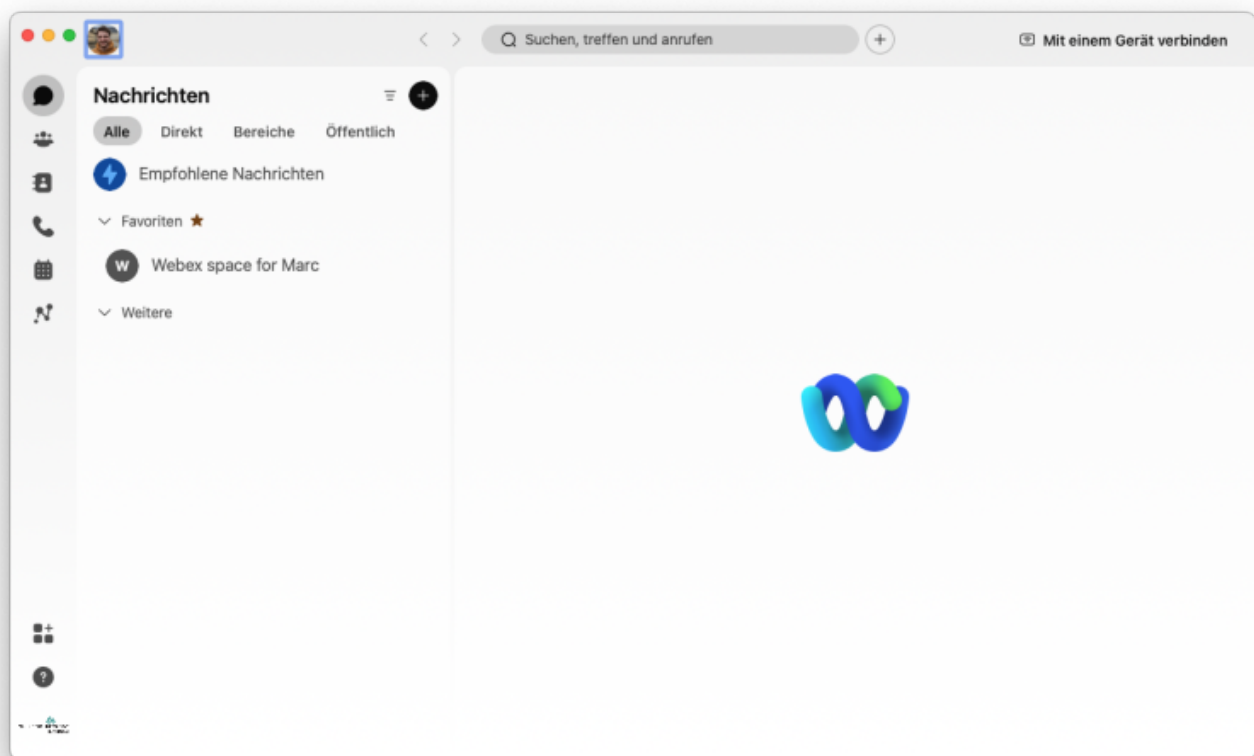 Suchen, treffen und anrufen
Mit einem Gerät verbinden
Nachrichten
Alle Direkt Bereiche Öffentlich
Empfohlene Nachrichten
Favoriten
W Webex space for Marc
Weitere